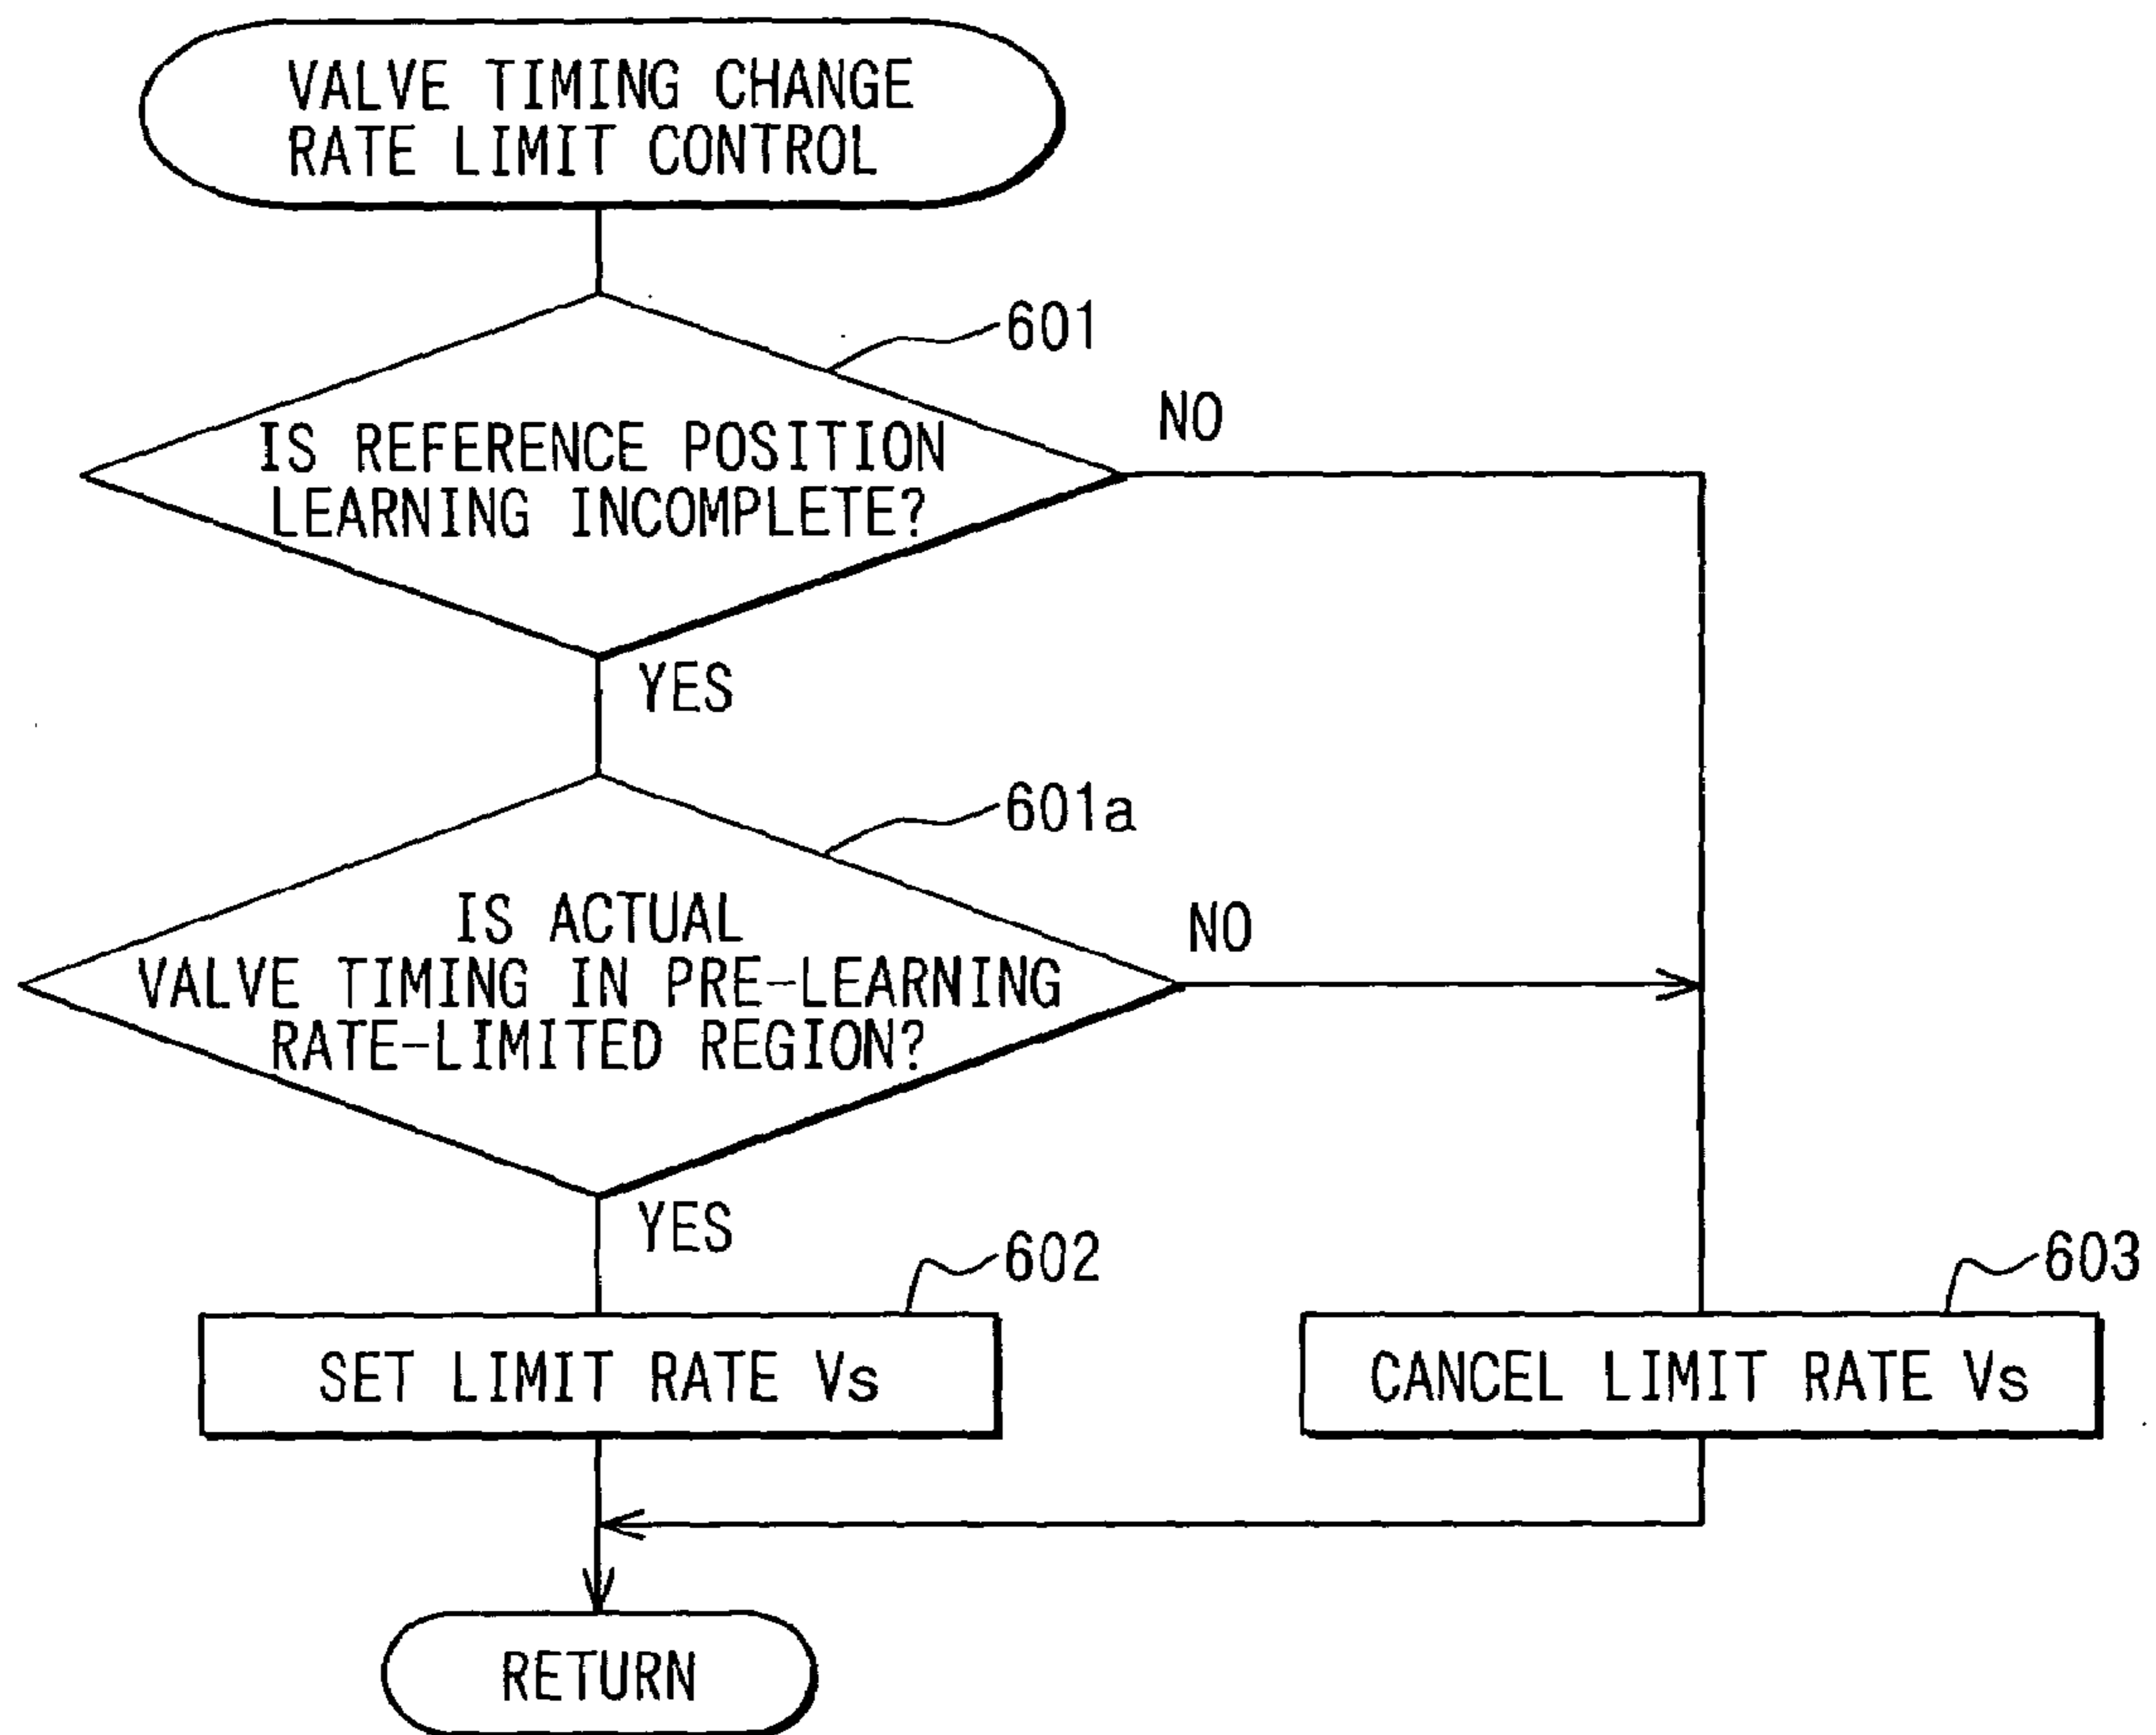 VALVE TIMING CHANGE
RATE LIMIT CONTROL
601
IS REFERENCE POSITION
LEARNING INCOMPLETE?
NO
YES
601a
IS ACTUAL
VALVE TIMING IN PRE-LEARNING
RATE-LIMITED REGION?
NO
YES
602
SET LIMIT RATE Vs
603
CANCEL LIMIT RATE Vs
RETURN